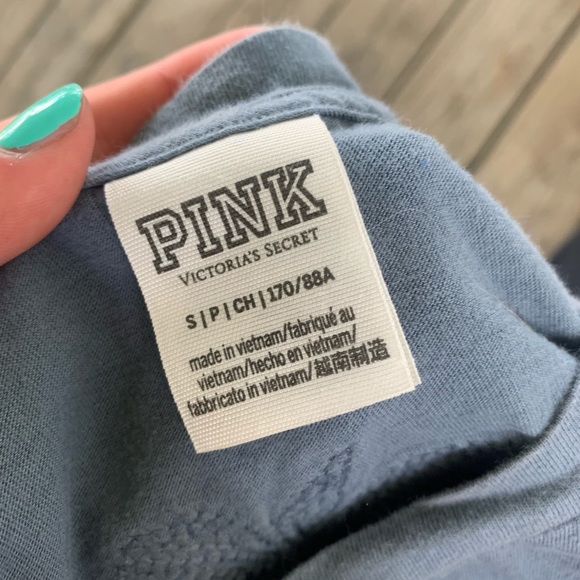 PINK
VICTORIA'S SECRET
S|P|CH|170/88A
made in vietnam/fabriqué au
vietnam/hecho en vietnam/
fabbricato in vietnam/越南制造